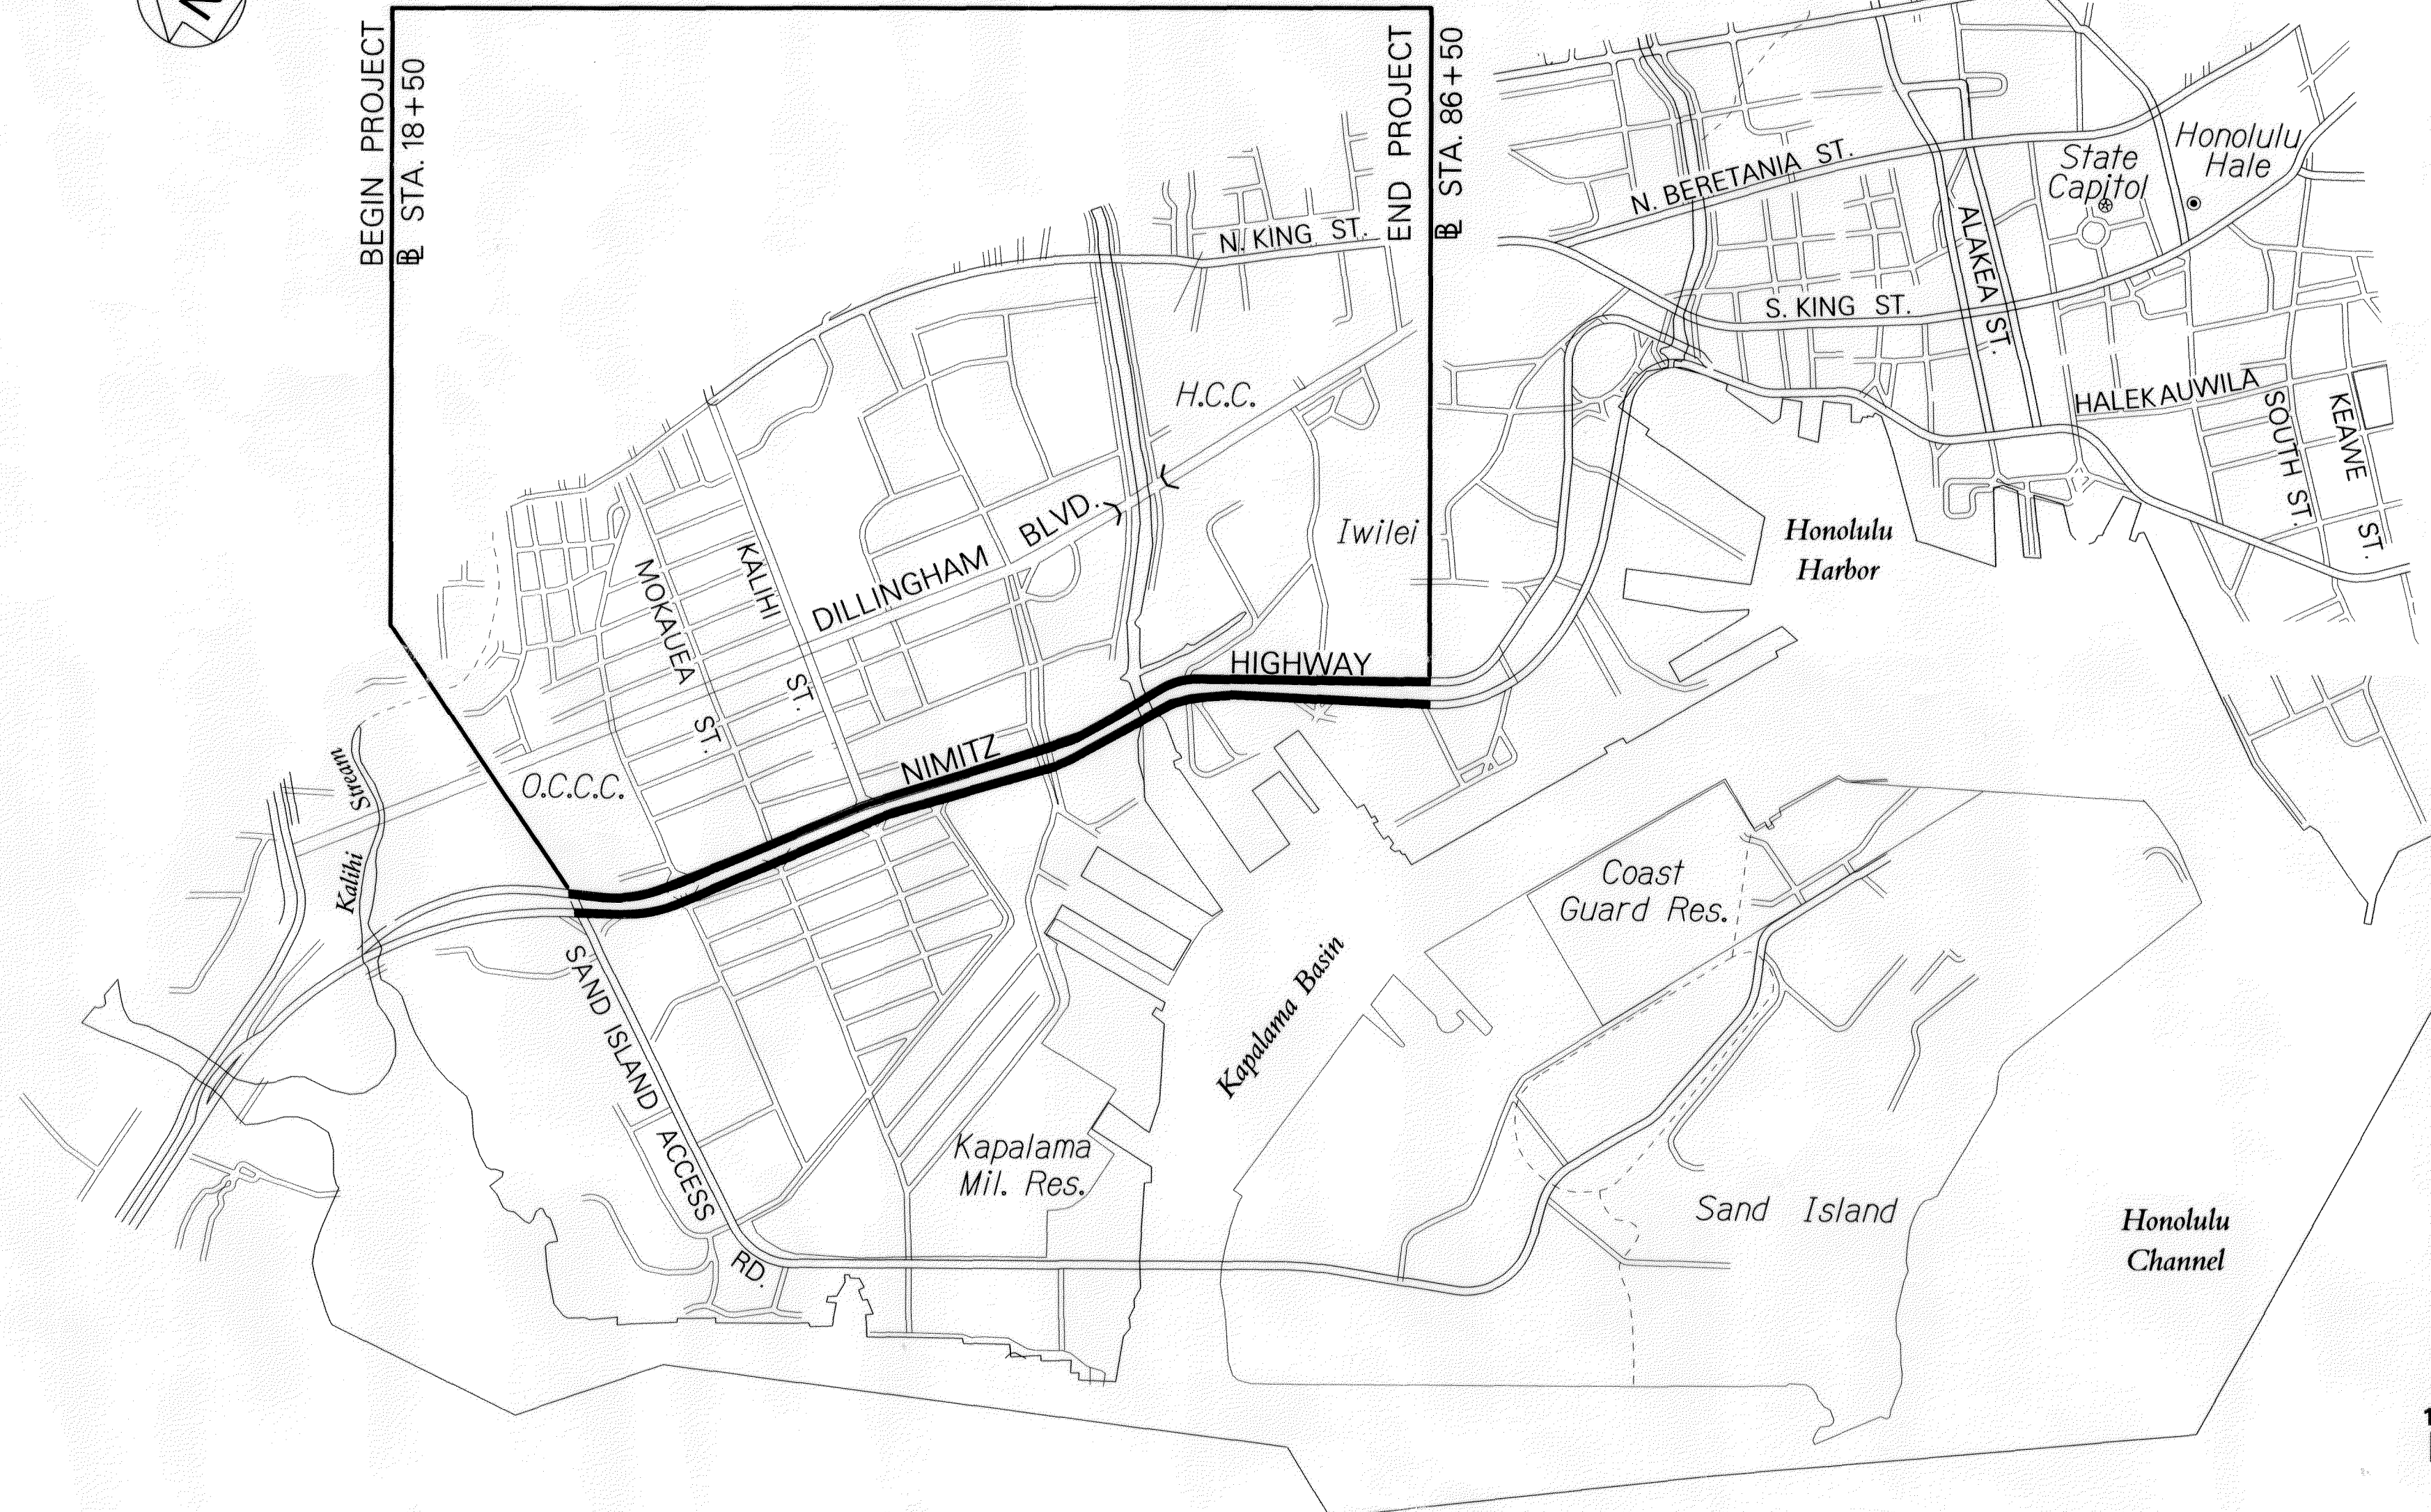 N
BEGIN PROJECT
BL STA. 18+50
END PROJECT
BL STA. 86+50
N. BERETANIA ST.
State
Capitol
Honolulu
Hale
ALAKEA ST.
N. KING ST.
S. KING ST.
H.C.C.
HALEKAUWILA
SOUTH ST.
KEAWE ST.
DILLINGHAM BLVD.
Iwilei
Honolulu
Harbor
MOKAUEA ST.
KALIHI ST.
NIMITZ HIGHWAY
O.C.C.C.
Kalihi Stream
SAND ISLAND ACCESS RD.
Coast
Guard Res.
Kapalama Basin
Kapalama
Mil. Res.
Sand Island
Honolulu
Channel